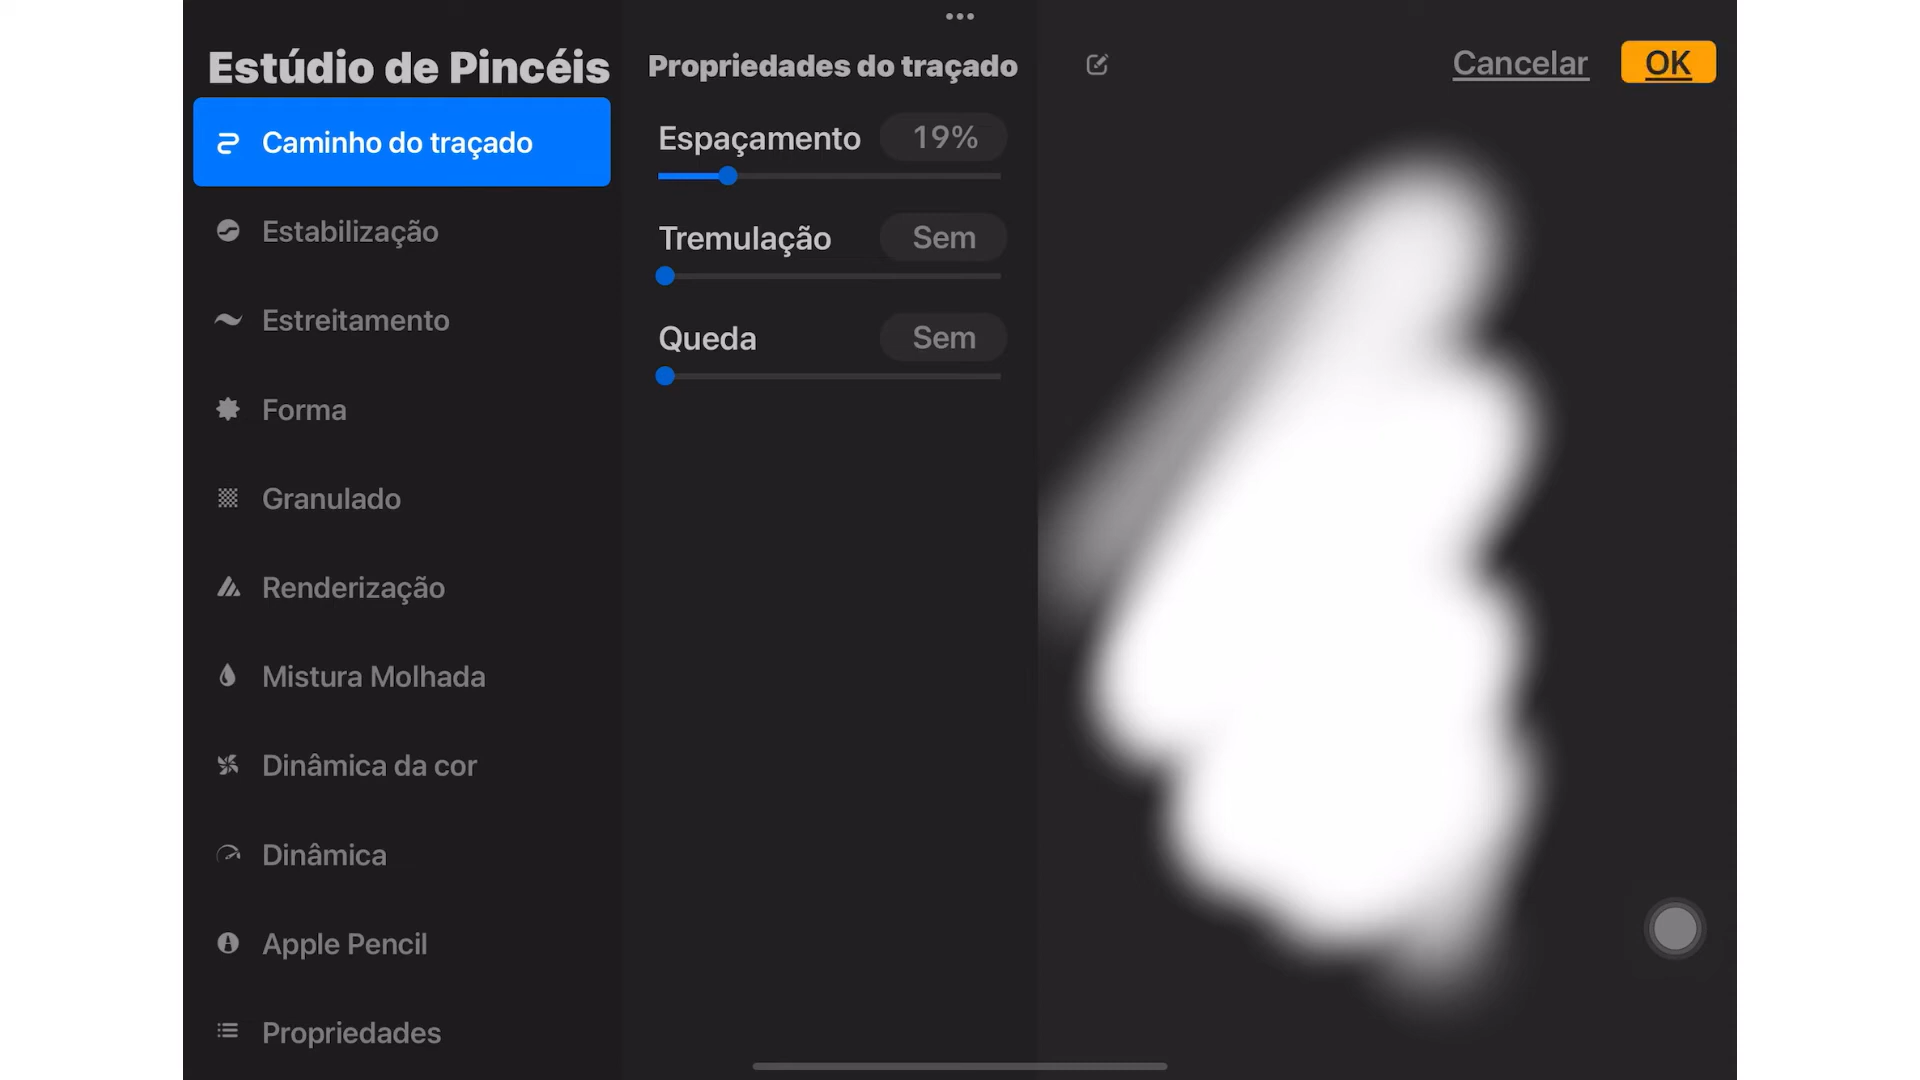 Estúdio de Pincéis
Caminho do traçado
Estabilização
Estreitamento
Forma
Granulado
Renderização
Mistura Molhada
Dinâmica da cor
Dinâmica
Apple Pencil
Propriedades
Propriedades do traçado
Espaçamento 19%
Tremulação Sem
Queda Sem
Cancelar OK